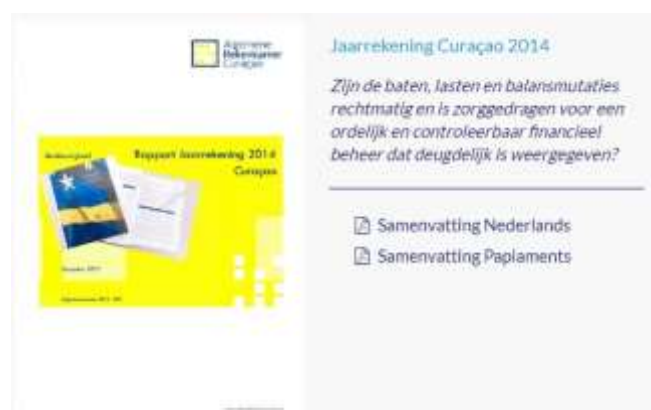 Algemene
Rekenkamer
Curaçao
Rapport Jaarrekening 2014
Curaçao
Jaarrekening Curaçao 2014
Zijn de baten, lasten en balansmutaties
rechtmatig en is zorggedragen voor een
ordelijk en controleerbaar financieel
beheer dat deugdelijk is weergegeven?
Samenvatting Nederlands
Samenvatting Papiaments